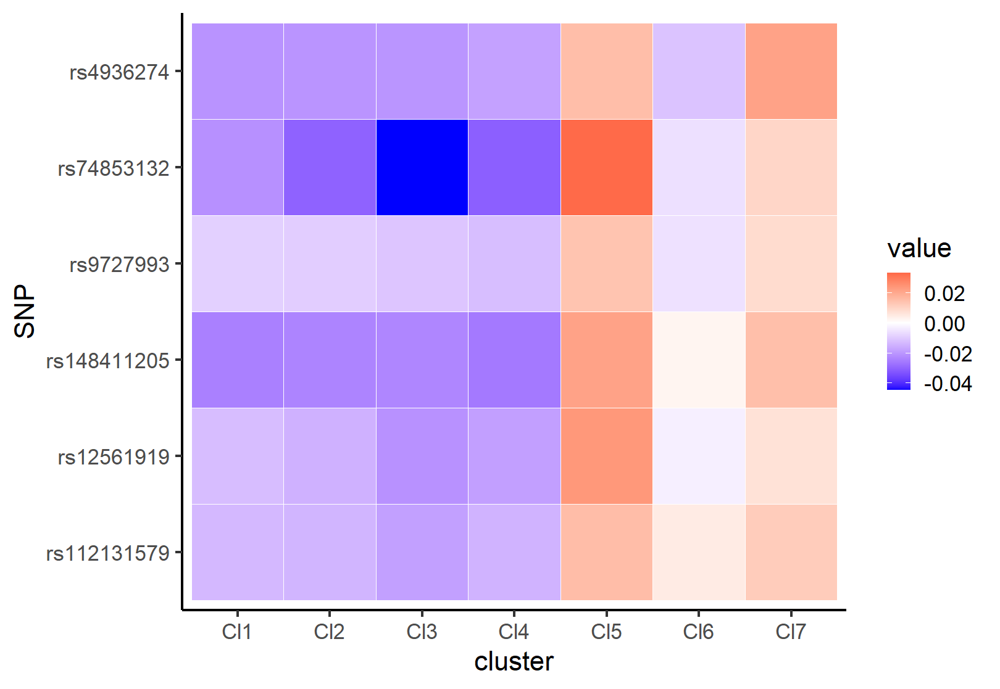 rs4936274
rs74853132
rs9727993
rs148411205
rs12561919
rs112131579
SNP
Cl1 Cl2 Cl3 Cl4 Cl5 Cl6 Cl7
cluster
value
0.02
0.00
-0.02
-0.04